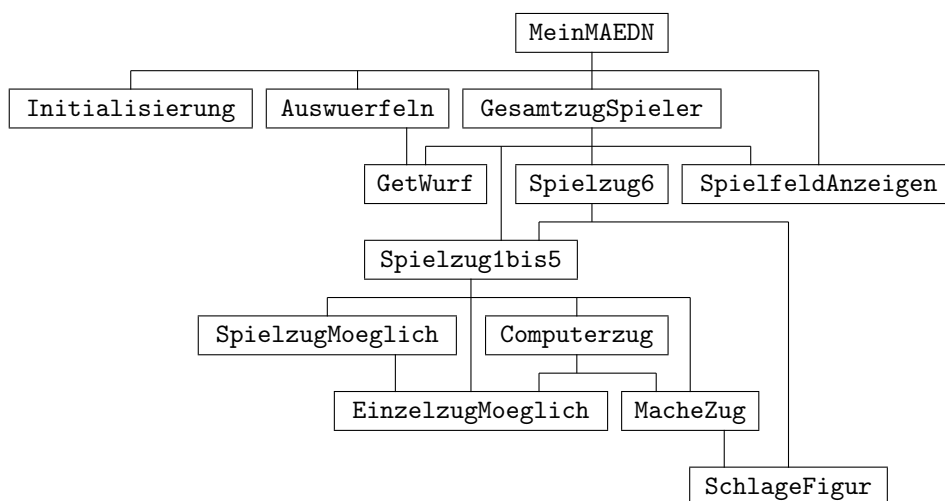 MeinMAEDN
Initialisierung
Auswuerfeln
GesamtzugSpieler
GetWurf
Spielzug6
SpielfeldAnzeigen
Spielzug1bis5
SpielzugMoeglich
Computerzug
EinzelzugMoeglich
MacheZug
SchlageFigur